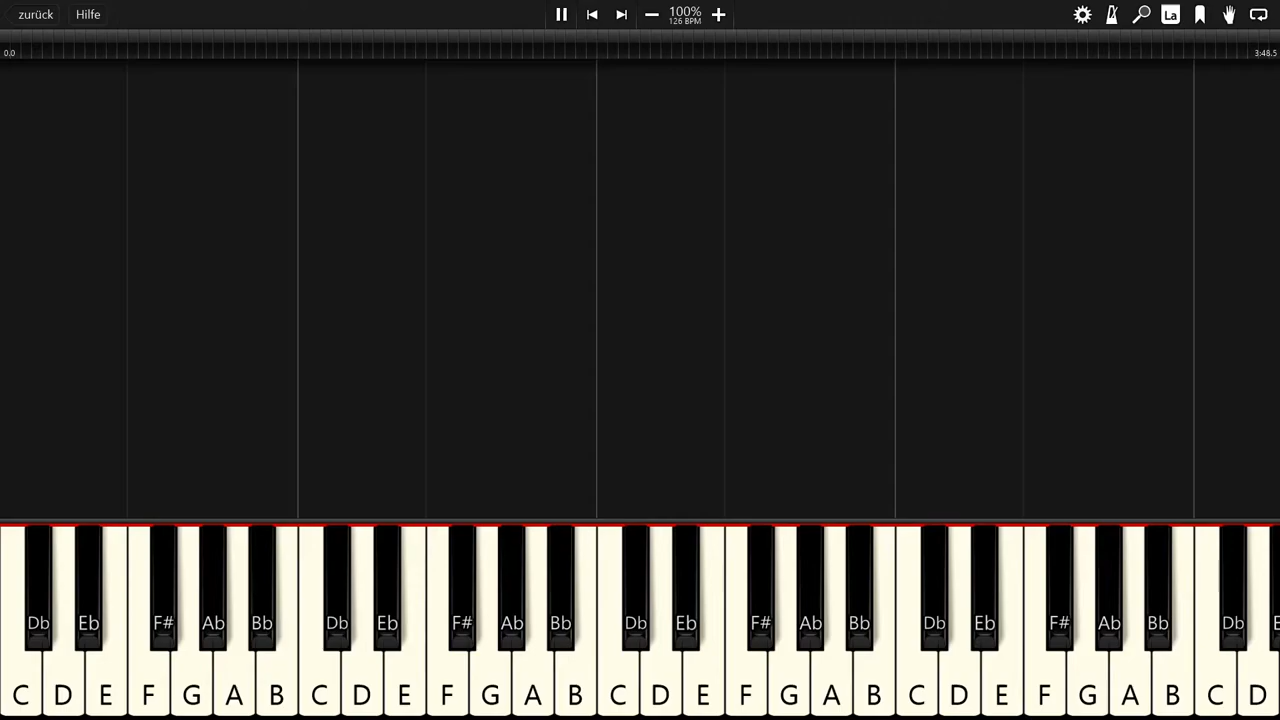 zurück Hilfe 100% La
126 BPM
0,0 3:48.5
Db Eb F# Ab Bb Db Eb F# Ab Bb Db Eb F# Ab Bb Db Eb F# Ab Bb Db E
C D E F G A B C D E F G A B C D E F G A B C D E F G A B C D